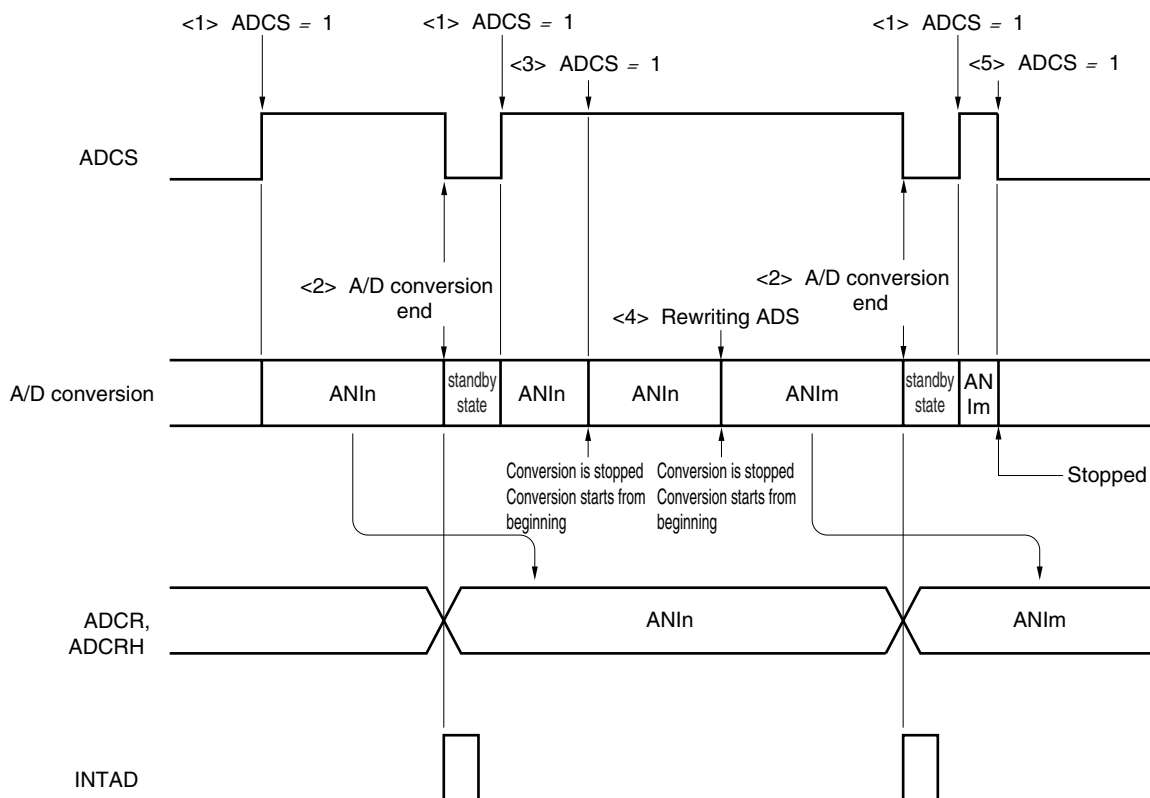 <1> ADCS = 1
<1> ADCS = 1
<1> ADCS = 1
<3> ADCS = 1
<5> ADCS = 1
ADCS
<2> A/D conversion
end
<2> A/D conversion
end
<4> Rewriting ADS
A/D conversion
ANIn
standby
state
ANIn
ANIn
ANIm
standby
state
AN
Im
Conversion is stopped
Conversion starts from
beginning
Conversion is stopped
Conversion starts from
beginning
Stopped
ADCR,
ADCRH
ANIn
ANIm
INTAD